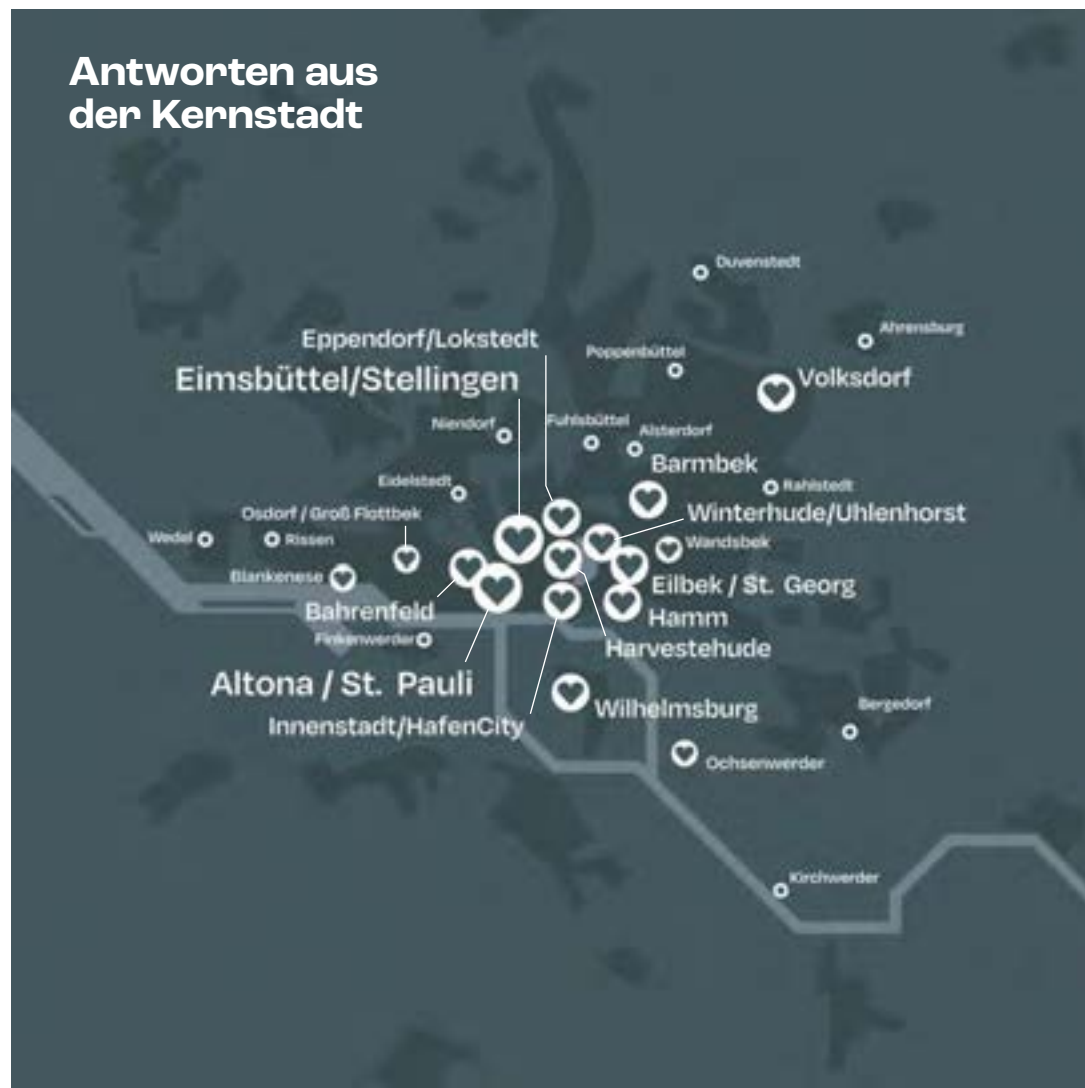 Antworten aus
der Kernstadt
Duvenstedt
Ahrensburg
Eppendorf/Lokstedt
Poppenbüttel
Eimsbüttel/Stellingen
Volksdorf
Niendorf
Fuhlsbüttel
Alsterdorf
Barmbek
Eidelstedt
Rahlstedt
Osdorf / Groß Flottbek
Winterhude/Uhlenhorst
Wedel
Rissen
Wandsbek
Blankenese
Eilbek / St. Georg
Bahrenfeld
Hamm
Finkenwerder
Harvestehude
Altona / St. Pauli
Wilhelmsburg
Bergedorf
Innenstadt/HafenCity
Ochsenwerder
Kirchwerder